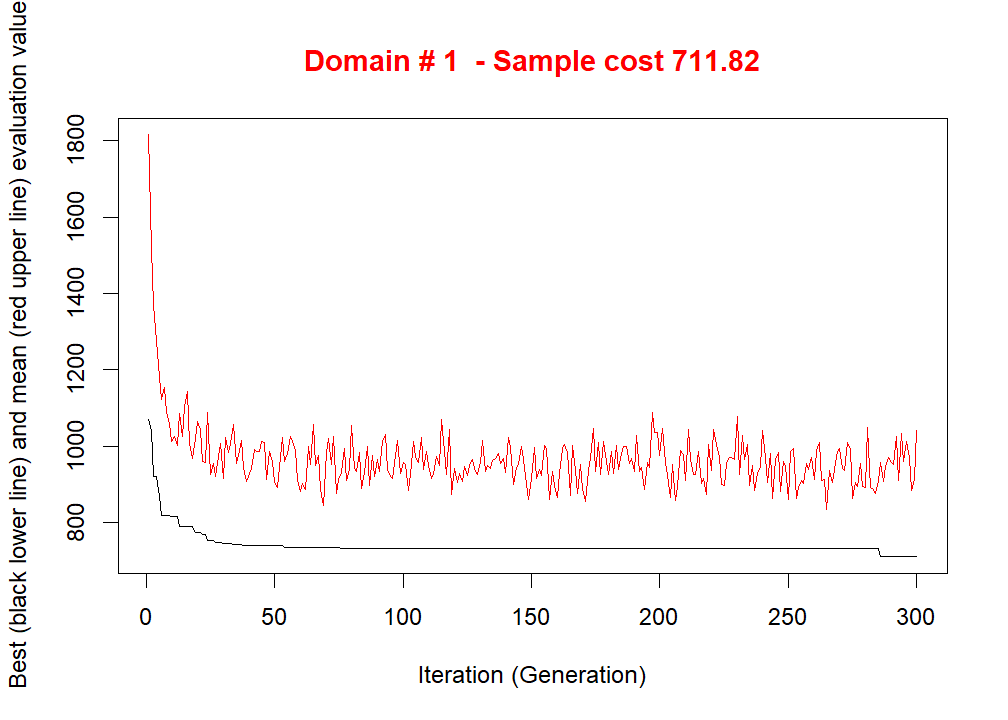 Domain # 1  - Sample cost 711.82
Best (black lower line) and mean (red upper line) evaluation value
1800
1600
1400
1200
1000
800
0 50 100 150 200 250 300
Iteration (Generation)